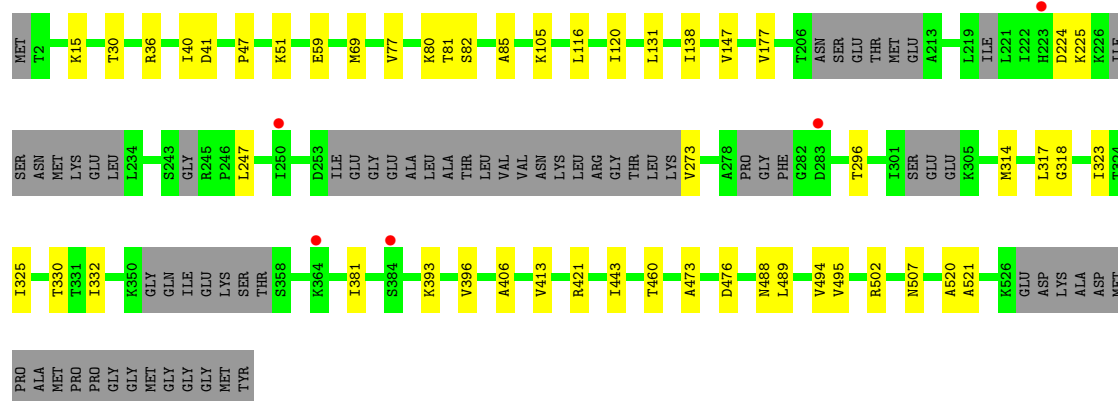 MET T2 K15 T30 R36 I40 D41 P47 K51 E59 M69 V77 K80 T81 S82 A85 K105 L116 I120 L131 I138 V147 V177 T206 ASN SER GLU THR MET GLU A213 L219 ILE L221 I222 H223 D224 K225 K226 ILE
SER ASN MET LYS GLU LEU L234 S243 GLY R245 P246 L247 I250 D253 ILE GLU GLY GLU ALA LEU ALA THR LEU VAL VAL ASN LYS LEU ARG GLY THR LEU LYS V273 A278 PRO GLY PHE G282 D283 T296 I301 SER GLU GLU K305 M314 L317 G318 I323 T324
I325 T330 T331 I332 K350 GLY GLN ILE GLU LYS SER THR S358 K364 I381 S384 K393 V396 A406 V413 R421 I443 T460 A473 D476 N488 L489 V494 V495 R502 N507 A520 A521 K526 GLU ASP LYS ALA ASP MET
PRO ALA MET PRO PRO GLY GLY MET GLY GLY GLY MET TYR